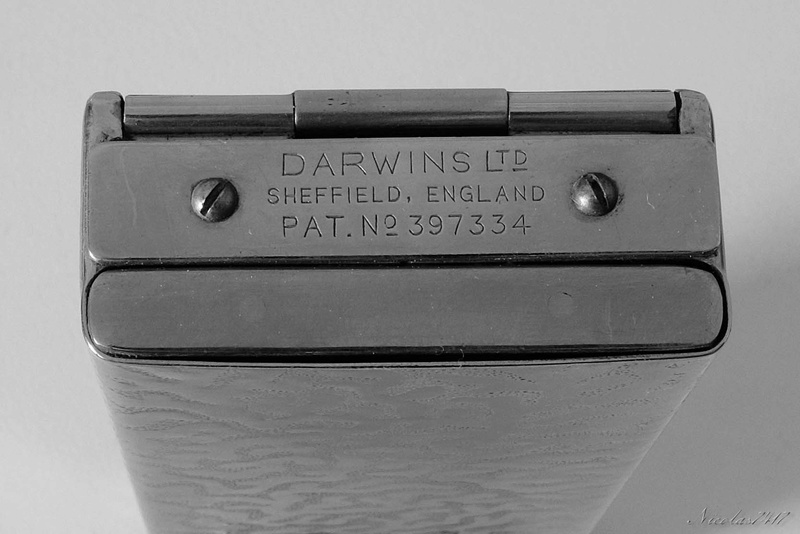 DARWINS LTD
SHEFFIELD, ENGLAND
PAT. Nº 397334